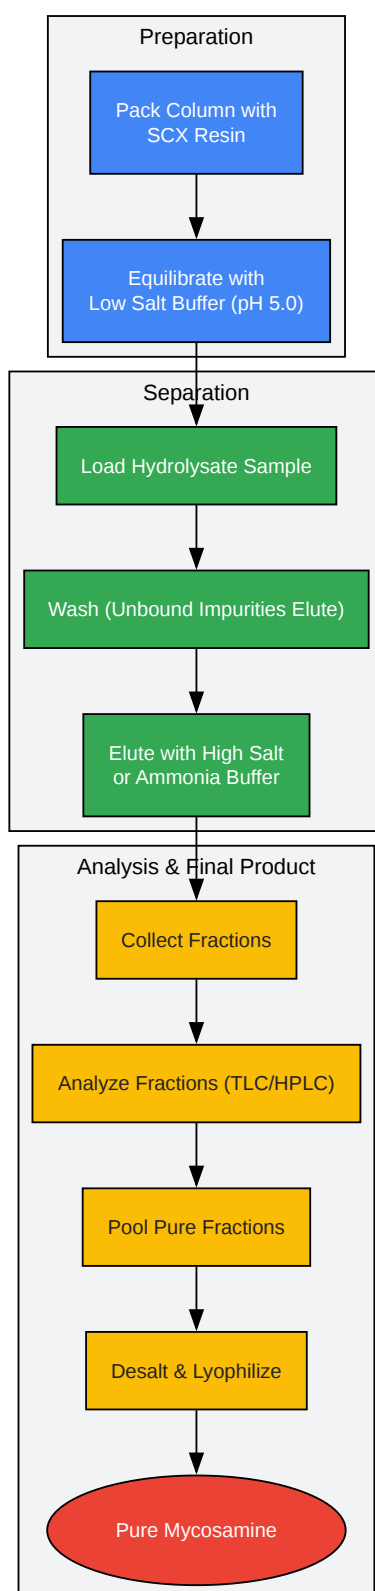 Preparation
Pack Column with
SCX Resin
Equilibrate with
Low Salt Buffer (pH 5.0)
Separation
Load Hydrolysate Sample
Wash (Unbound Impurities Elute)
Elute with High Salt
or Ammonia Buffer
Analysis & Final Product
Collect Fractions
Analyze Fractions (TLC/HPLC)
Pool Pure Fractions
Desalt & Lyophilize
Pure Mycosamine